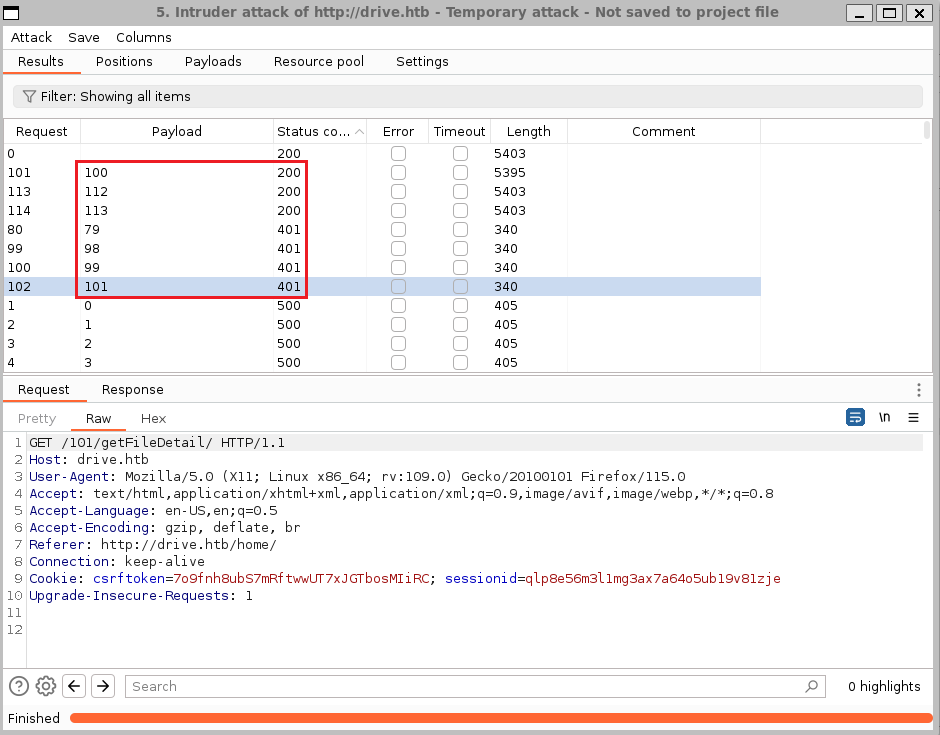 5. Intruder attack of http://drive.htb - Temporary attack - Not saved to project file
Attack Save Columns
Results Positions Payloads Resource pool Settings
Filter: Showing all items
Request Payload Status co... Error Timeout Length Comment
0 200 5403
101 100 200 5395
113 112 200 5403
114 113 200 5403
80 79 401 340
99 98 401 340
100 99 401 340
102 101 401 340
1 0 500 405
2 1 500 405
3 2 500 405
4 3 500 405
Request Response
Pretty Raw Hex \n
1 GET /101/getFileDetail/ HTTP/1.1
2 Host: drive.htb
3 User-Agent: Mozilla/5.0 (X11; Linux x86_64; rv:109.0) Gecko/20100101 Firefox/115.0
4 Accept: text/html,application/xhtml+xml,application/xml;q=0.9,image/avif,image/webp,*/*;q=0.8
5 Accept-Language: en-US,en;q=0.5
6 Accept-Encoding: gzip, deflate, br
7 Referer: http://drive.htb/home/
8 Connection: keep-alive
9 Cookie: csrftoken=7o9fnh8ubS7mRftwwUT7xJGTbosMIiRC; sessionid=qlp8e56m3l1mg3ax7a64o5ub19v81zje
10 Upgrade-Insecure-Requests: 1
11
12
Search 0 highlights
Finished